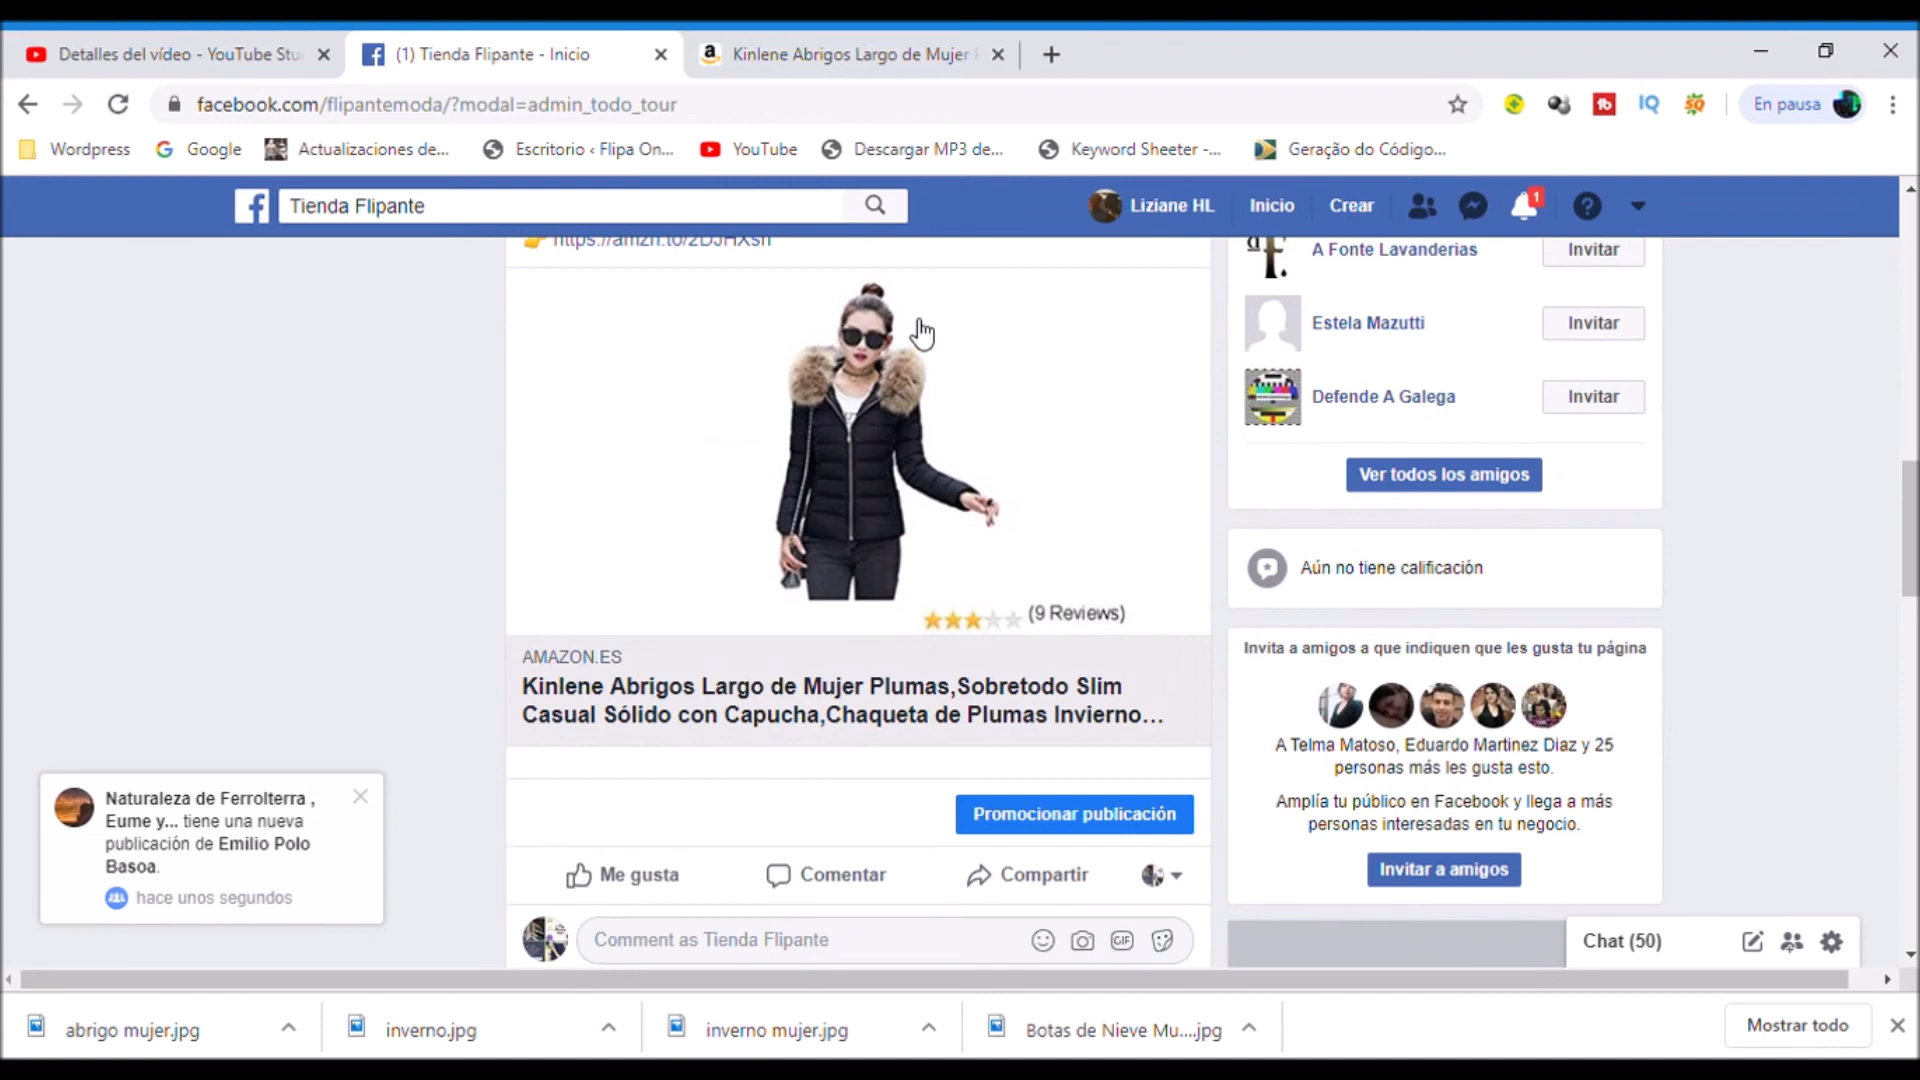 Detalles del vídeo - YouTube Stu
(1) Tienda Flipante - Inicio
Kinlene Abrigos Largo de Mujer
facebook.com/flipantemoda/?modal=admin_todo_tour
En pausa
Wordpress
Google
Actualizaciones de...
Escritorio ‹ Flipa On...
YouTube
Descargar MP3 de...
Keyword Sheeter -...
Geração do Código...
Tienda Flipante
Liziane HL
Inicio
Crear
1
https://amzn.to/2DJHXsn
(9 Reviews)
AMAZON.ES
Kinlene Abrigos Largo de Mujer Plumas,Sobretodo Slim
Casual Sólido con Capucha,Chaqueta de Plumas Invierno...
Promocionar publicación
Me gusta
Comentar
Compartir
Comment as Tienda Flipante
GIF
A Fonte Lavanderias
Invitar
Estela Mazutti
Invitar
Defende A Galega
Invitar
Ver todos los amigos
Aún no tiene calificación
Invita a amigos a que indiquen que les gusta tu página
A Telma Matoso, Eduardo Martinez Diaz y 25
personas más les gusta esto.
Amplía tu público en Facebook y llega a más
personas interesadas en tu negocio.
Invitar a amigos
Chat (50)
Naturaleza de Ferrolterra ,
Eume y... tiene una nueva
publicación de Emilio Polo
Basoa.
hace unos segundos
abrigo mujer.jpg
inverno.jpg
inverno mujer.jpg
Botas de Nieve Mu....jpg
Mostrar todo